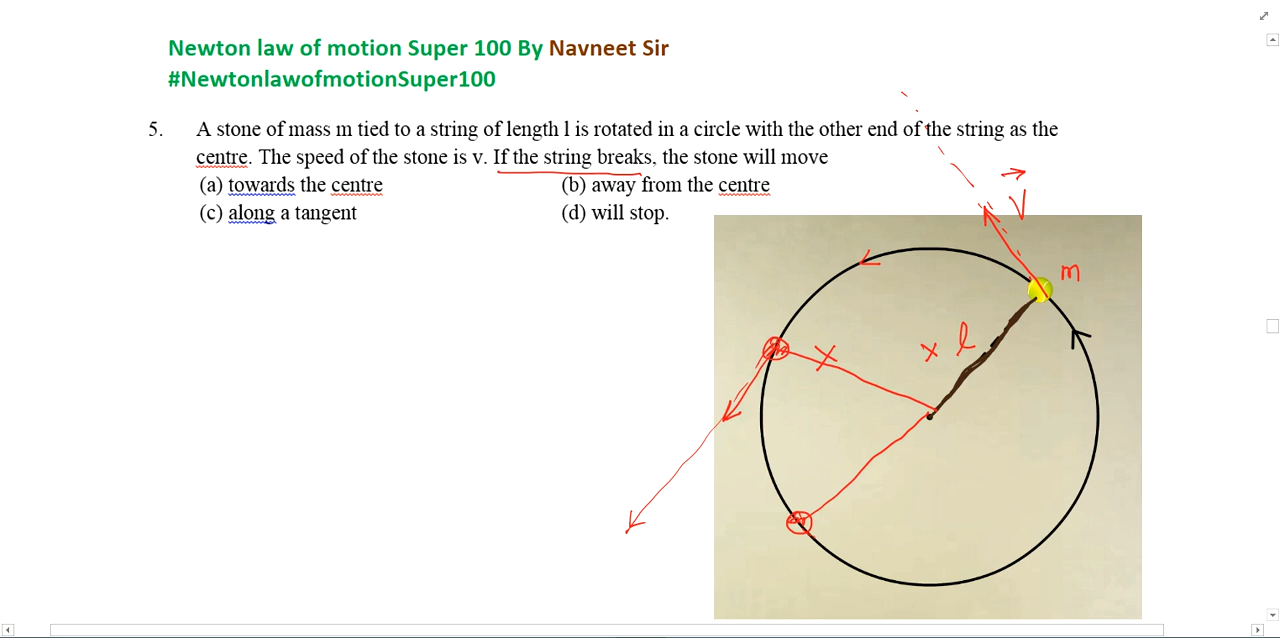 Newton law of motion Super 100 By Navneet Sir
#NewtonlawofmotionSuper100
5. A stone of mass m tied to a string of length l is rotated in a circle with the other end of the string as the
centre. The speed of the stone is v. If the string breaks, the stone will move
(a) towards the centre (b) away from the centre
(c) along a tangent (d) will stop.
V
m
x l
x